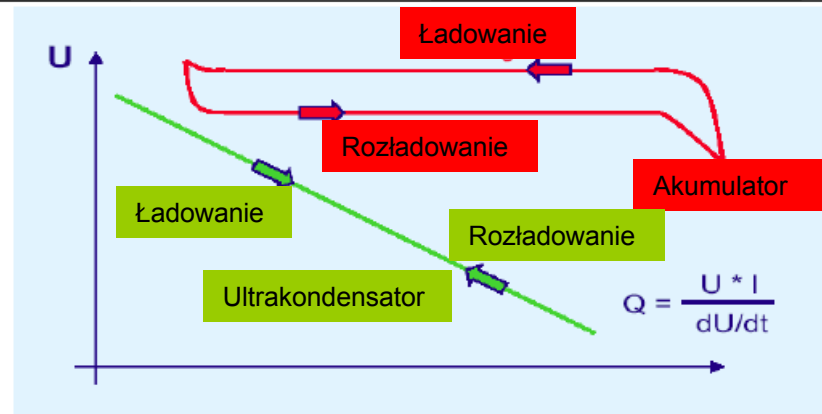 Ładowanie
U
Rozładowanie
Akumulator
Ładowanie
Rozładowanie
Ultrakondensator
Q = U * I / dU/dt